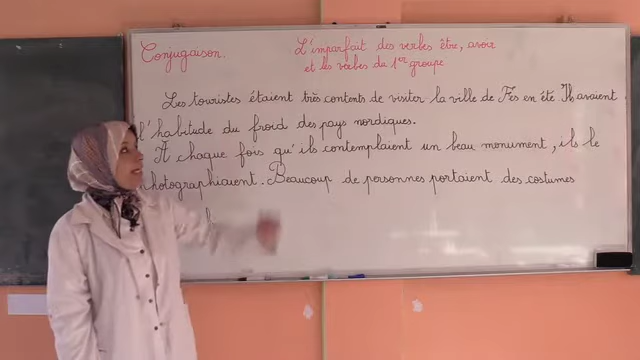 Conjugaison.
L'imparfait des verbes être, avoir
et les verbes du 1er groupe
Les touristes étaient très contents de visiter la ville de Fès en été. Ils avaient
l'habitude du froid des pays nordiques.
A chaque fois qu'ils contemplaient un beau monument, ils le
photographiaient. Beaucoup de personnes portaient des costumes